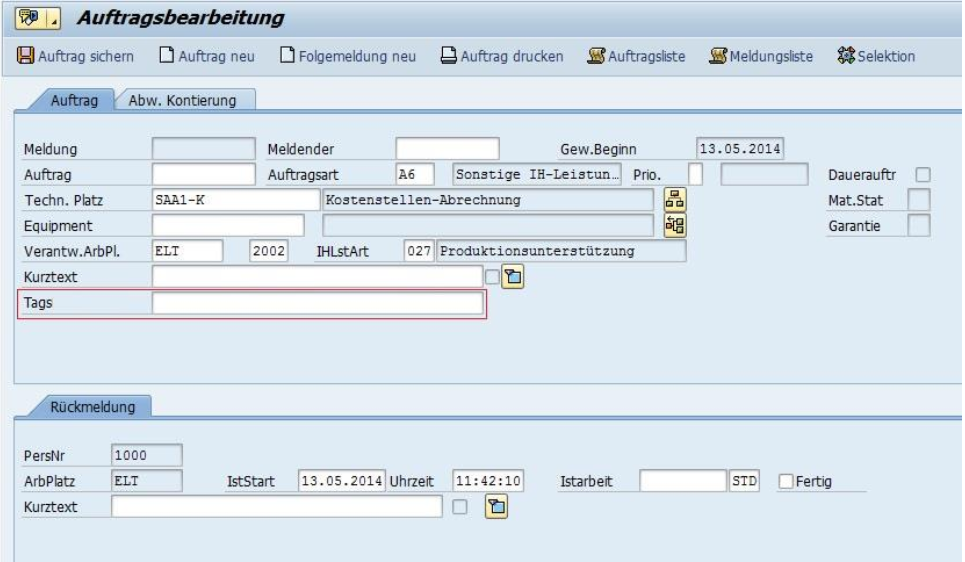 Auftragsbearbeitung
Auftrag sichern Auftrag neu Folgemeldung neu Auftrag drucken Auftragsliste Meldungsliste Selektion
Auftrag Abw. Kontierung
Meldung Meldender Gew.Beginn 13.05.2014
Auftrag Auftragsart A6 Sonstige IH-Leistun… Prio. Dauerauftr
Techn. Platz SAA1-K Kostenstellen-Abrechnung Mat.Stat
Equipment Garantie
Verantw.ArbPl. ELT 2002 IHLstArt 027 Produktionsunterstützung
Kurztext
Tags
Rückmeldung
PersNr 1000
ArbPlatz ELT IstStart 13.05.2014 Uhrzeit 11:42:10 Istarbeit STD Fertig
Kurztext